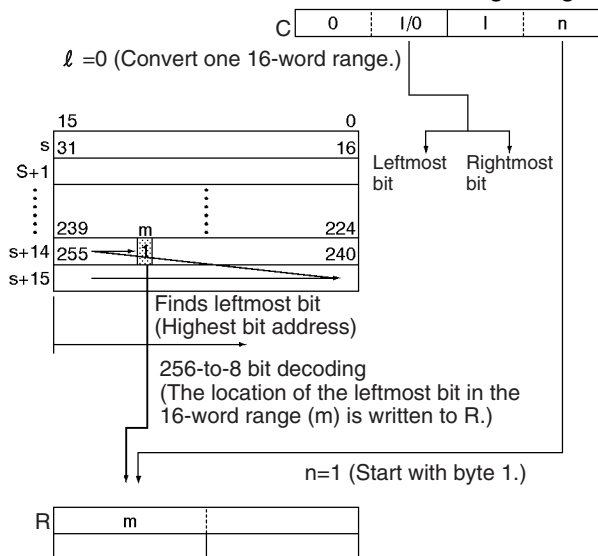 C 0 1/0 l n
ℓ =0 (Convert one 16-word range.)
15 0
s 31 16
S+1
Leftmost bit
Rightmost bit
239 m 224
s+14 255 1 240
s+15
Finds leftmost bit
(Highest bit address)
256-to-8 bit decoding
(The location of the leftmost bit in the
16-word range (m) is written to R.)
n=1 (Start with byte 1.)
R m